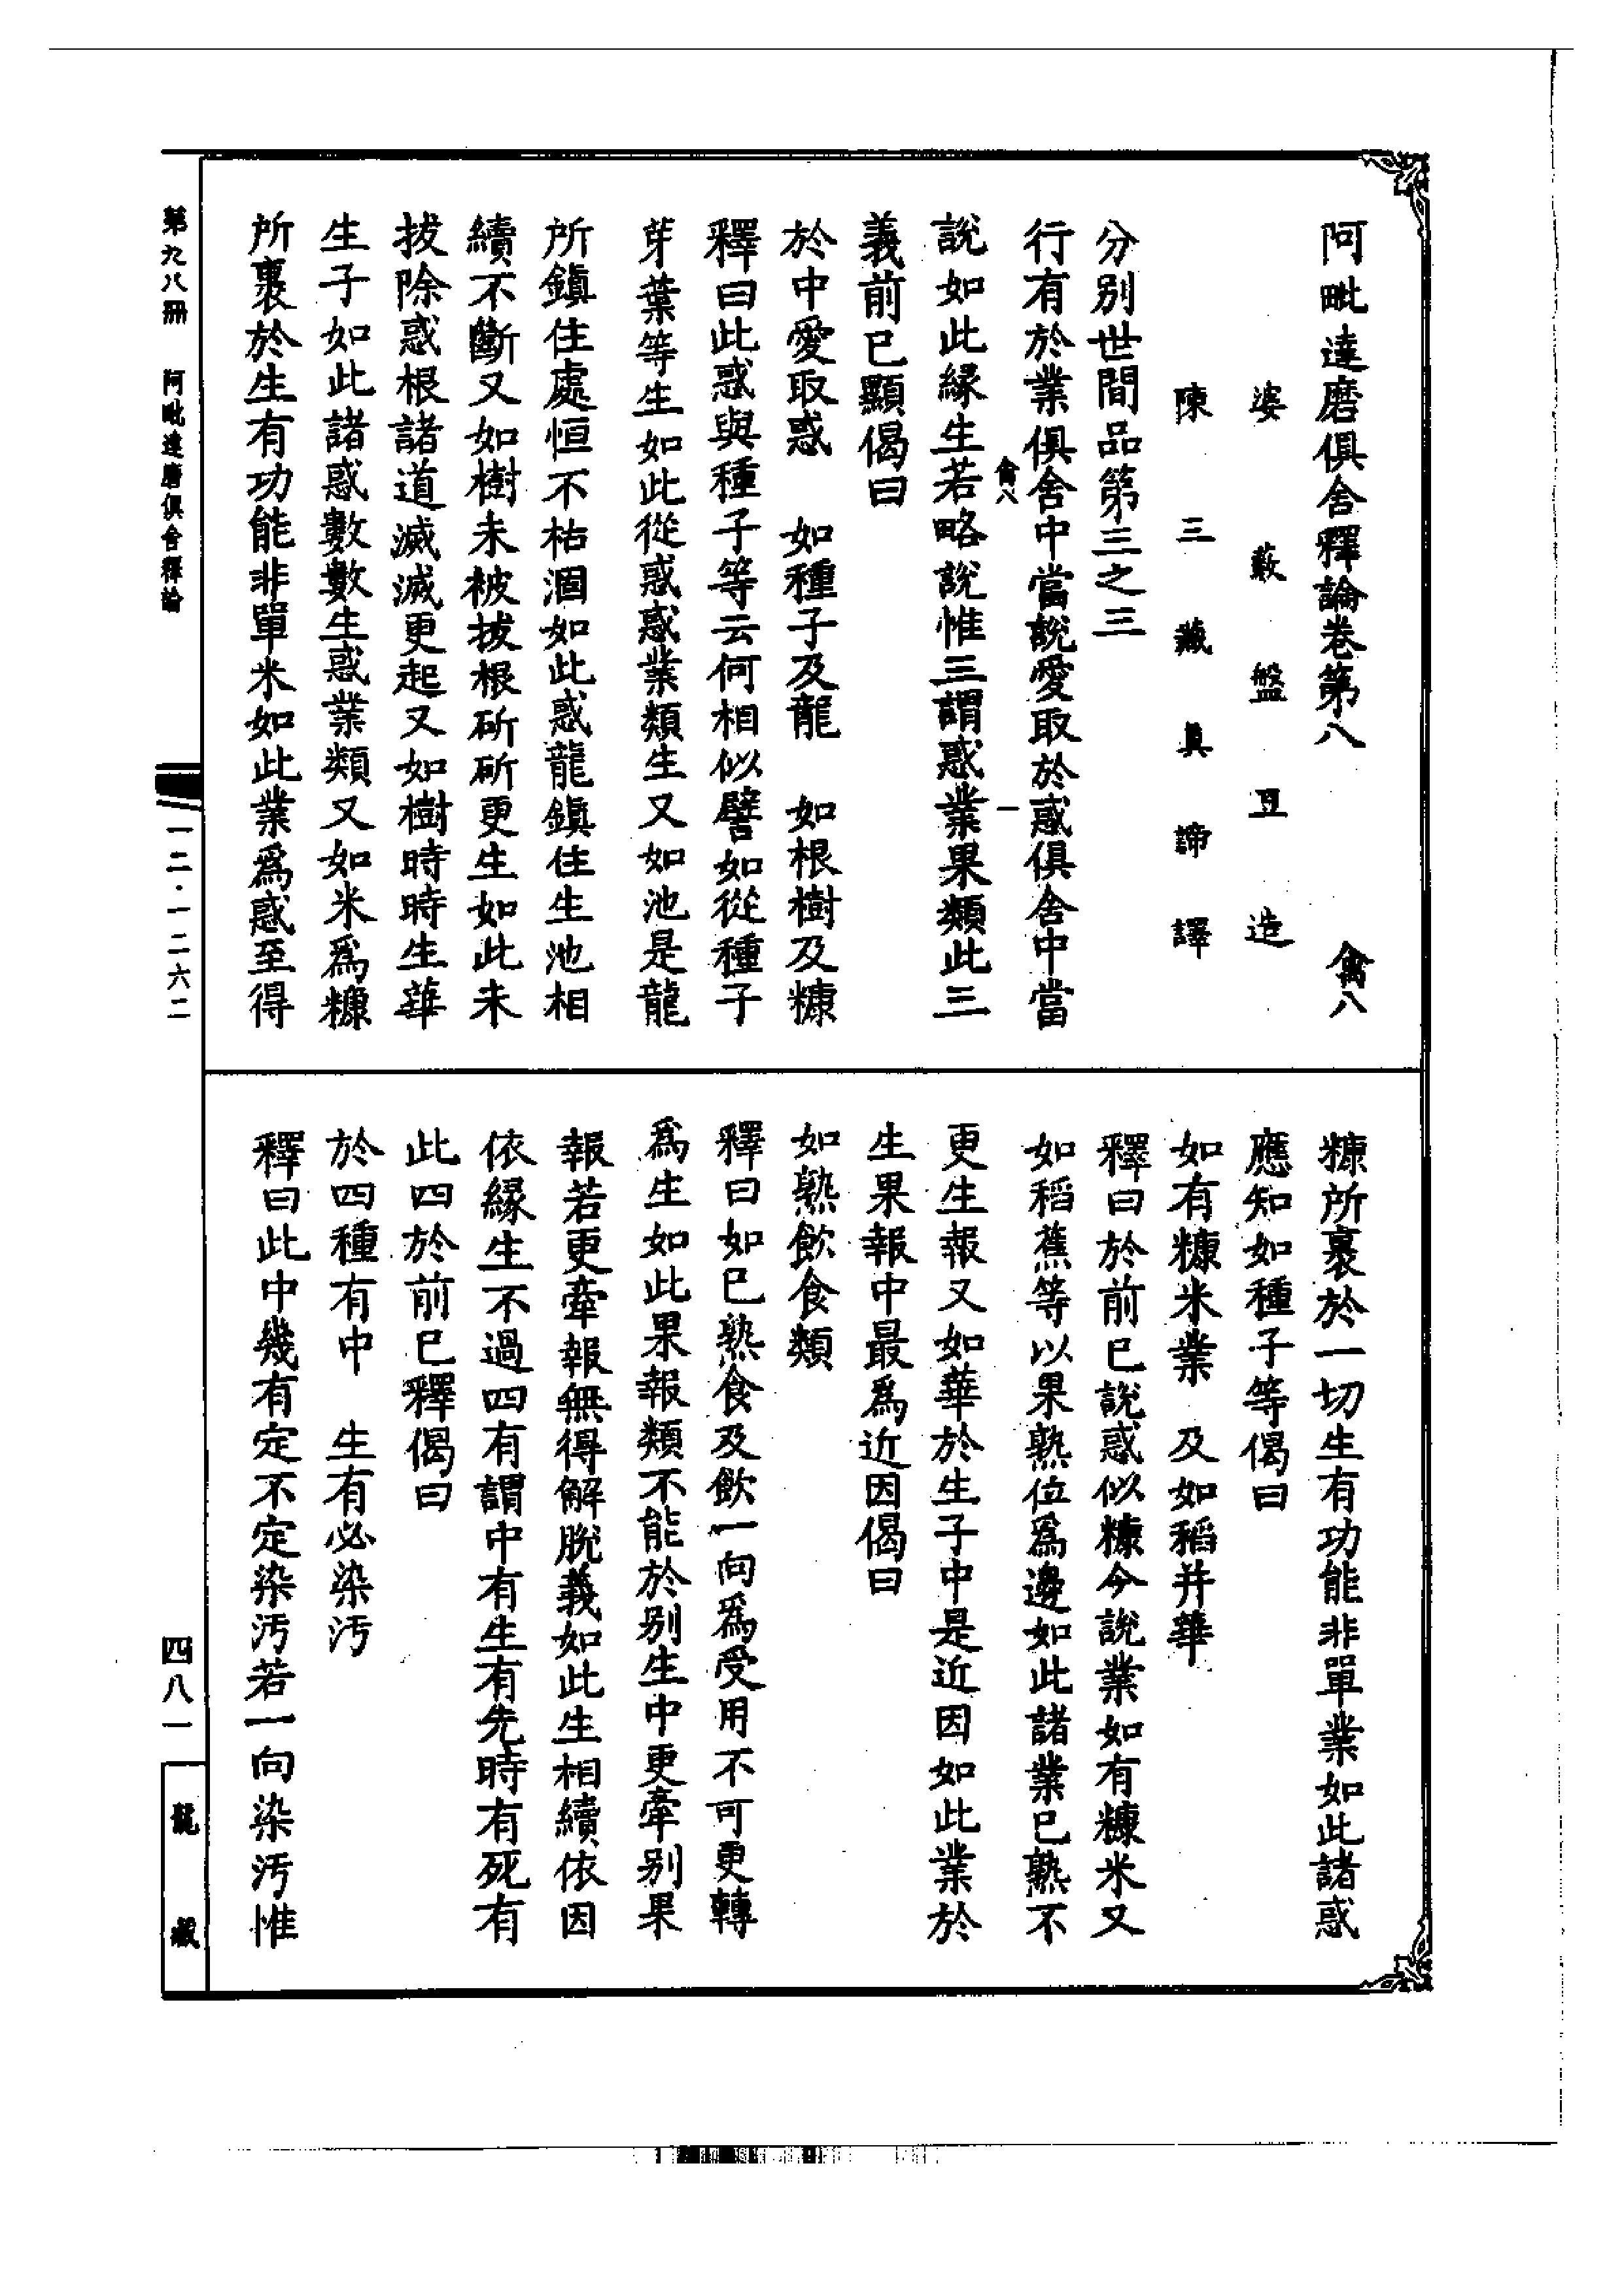 阿毗達磨俱舍釋論卷第八 禽八
婆藪盤豆造
陳三藏真諦譯
分別世間品第三之三
行有於業俱舍中當說愛取於惑俱舍中當
禽八 一
說如此緣生若略說惟三謂惑業果類此三
義前已顯偈曰
於中愛取惑 如種子及龍 如根樹及糠
釋曰此惑與種子等云何相似譬如從種子
芽葉等生如此從惑惑業類生又如池是龍
所鎮住處恒不枯涸如此惑龍鎮住生池相
續不斷又如樹未被拔根斫斫更生如此未
拔除惑根諸道滅滅更起又如樹時時生華
生子如此諸惑數數生惑業類又如米為糠
所裹於生有功能非單米如此業為惑至得
糠所裹於一切生有功能非單業如此諸惑
應知如種子等偈曰
如有糠米業 及如稻并華
釋曰於前已說惑似糠今說業如有糠米又
如稻蕉等以果熟位為邊如此諸業已熟不
更生報又如華於生子中是近因如此業於
生果報中最為近因偈曰
如熟飲食類
釋曰如已熟食及飲一向為受用不可更轉
為生如此果報類不能於別生中更牽別果
報若更牽報無得解脫義如此生相續依因
依緣生不過四有謂中有生有先時有死有
此四於前已釋偈曰
於四種有中 生有必染汚
釋曰此中幾有定不定染汚若一向染汚惟
第九八冊 阿毗達磨俱舍釋論
一二·一二六二
四八一
龍藏